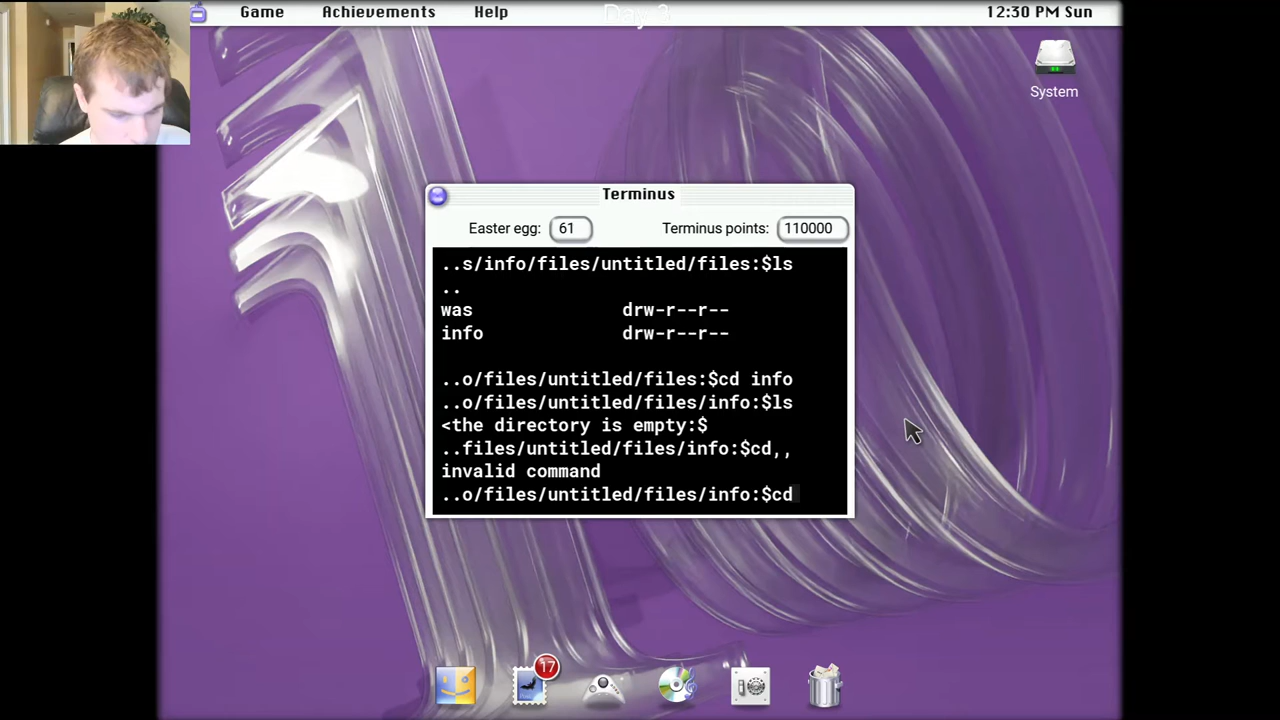 Game Achievements Help Day 3 12:30 PM Sun
System
Terminus
Easter egg: 61 Terminus points: 110000
..s/info/files/untitled/files:$ls
..
was drw-r--r--
info drw-r--r--
..o/files/untitled/files:$cd info
..o/files/untitled/files/info:$ls
<the directory is empty:$
..files/untitled/files/info:$cd,,
invalid command
..o/files/untitled/files/info:$cd
17